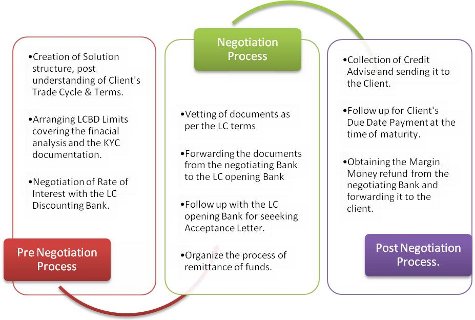 •Creation of Solution
structure, post
understanding of Client's
Trade Cycle & Terms.
•Arranging LCBD Limits
covering the finacial
analysis and the KYC
documentation.
•Negotiation of Rate of
Interest with the LC
Discounting Bank.
Pre Negotiation
Process
Negotiation
Process
•Vetting of documents as
per the LC terms
•Forwarding the documents
from the negotiating Bank
to the LC opening Bank
•Follow up with the LC
opening Bank for seeeking
Acceptance Letter.
•Organize the process of
remittance of funds.
•Collection of Credit
Advise and sending it to
the Client.
•Follow up for Client's
Due Date Payment at the
time of maturity.
•Obtaining the Margin
Money refund from the
negotiating Bank and
forwarding it to the
client.
Post Negotiation
Process.